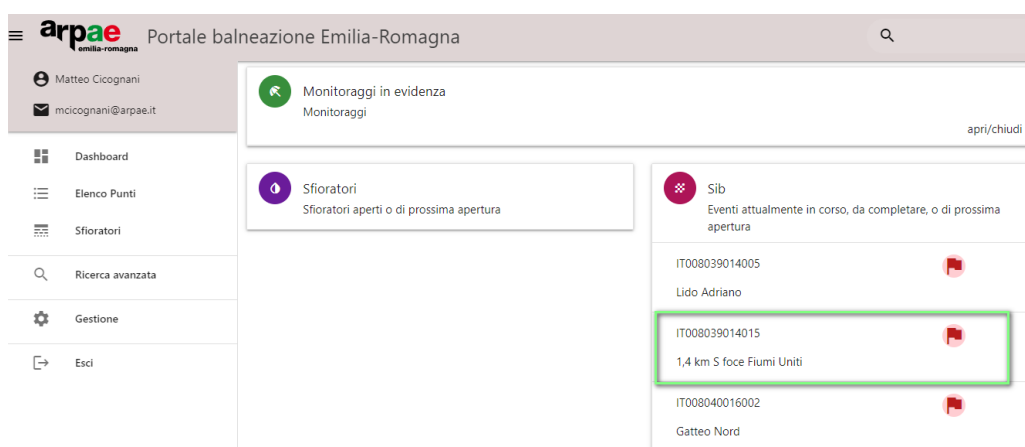 arpae
emilia-romagna
Portale balneazione Emilia-Romagna
Matteo Cicognani
mcicognani@arpae.it
Dashboard
Elenco Punti
Sfioratori
Ricerca avanzata
Gestione
Esci
Monitoraggi in evidenza
Monitoraggi
apri/chiudi
Sfioratori
Sfioratori aperti o di prossima apertura
Sib
Eventi attualmente in corso, da completare, o di prossima
apertura
IT008039014005
Lido Adriano
IT008039014015
1,4 km S foce Fiumi Uniti
IT008040016002
Gatteo Nord